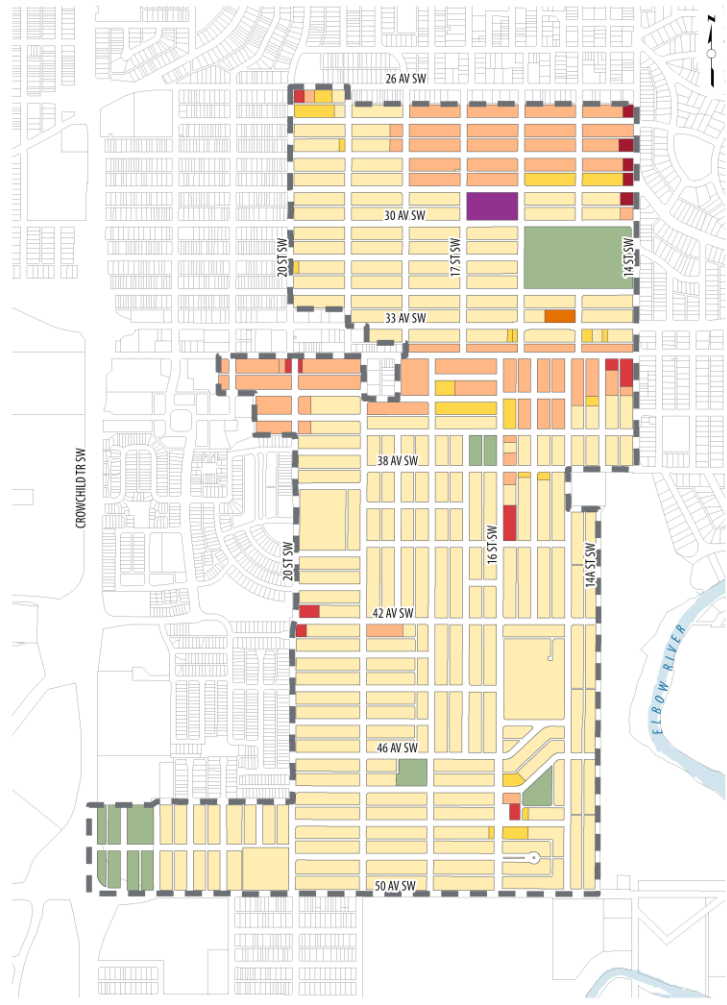 N
26 AV SW
30 AV SW
20 ST SW
17 ST SW
14 ST SW
33 AV SW
CROWCHILD TR SW
38 AV SW
16 ST SW
20 ST SW
14A ST SW
42 AV SW
ELBOW RIVER
46 AV SW
50 AV SW